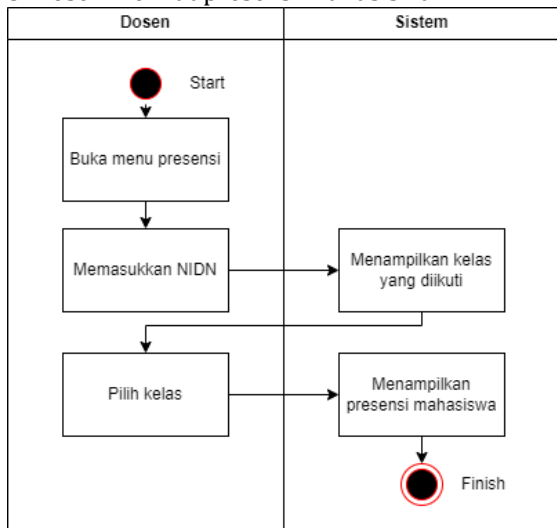 Dosen
Sistem
Start
Buka menu presensi
Memasukkan NIDN
Menampilkan kelas
yang diikuti
Pilih kelas
Menampilkan
presensi mahasiswa
Finish